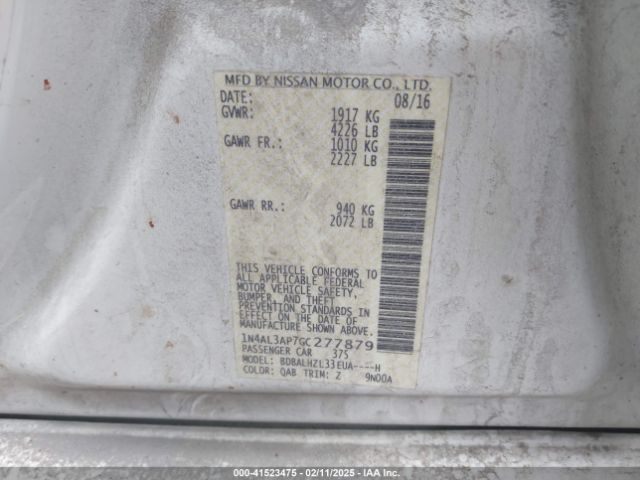 MFD BY NISSAN MOTOR CO., LTD.
DATE: 08/16
GVWR: 1917 KG
4226 LB
GAWR FR.: 1010 KG
2227 LB
GAWR RR.: 940 KG
2072 LB
THIS VEHICLE CONFORMS TO
ALL APPLICABLE FEDERAL
MOTOR VEHICLE SAFETY,
BUMPER, AND THEFT
PREVENTION STANDARDS
IN EFFECT ON THE DATE OF
MANUFACTURE SHOWN ABOVE.
1N4AL3AP7GC277879
PASSENGER CAR 375
MODEL: BDBALHZL33EUA----H
COLOR: QAB TRIM: Z 9N00A
000-41523475 - 02/11/2025 - IAA Inc.